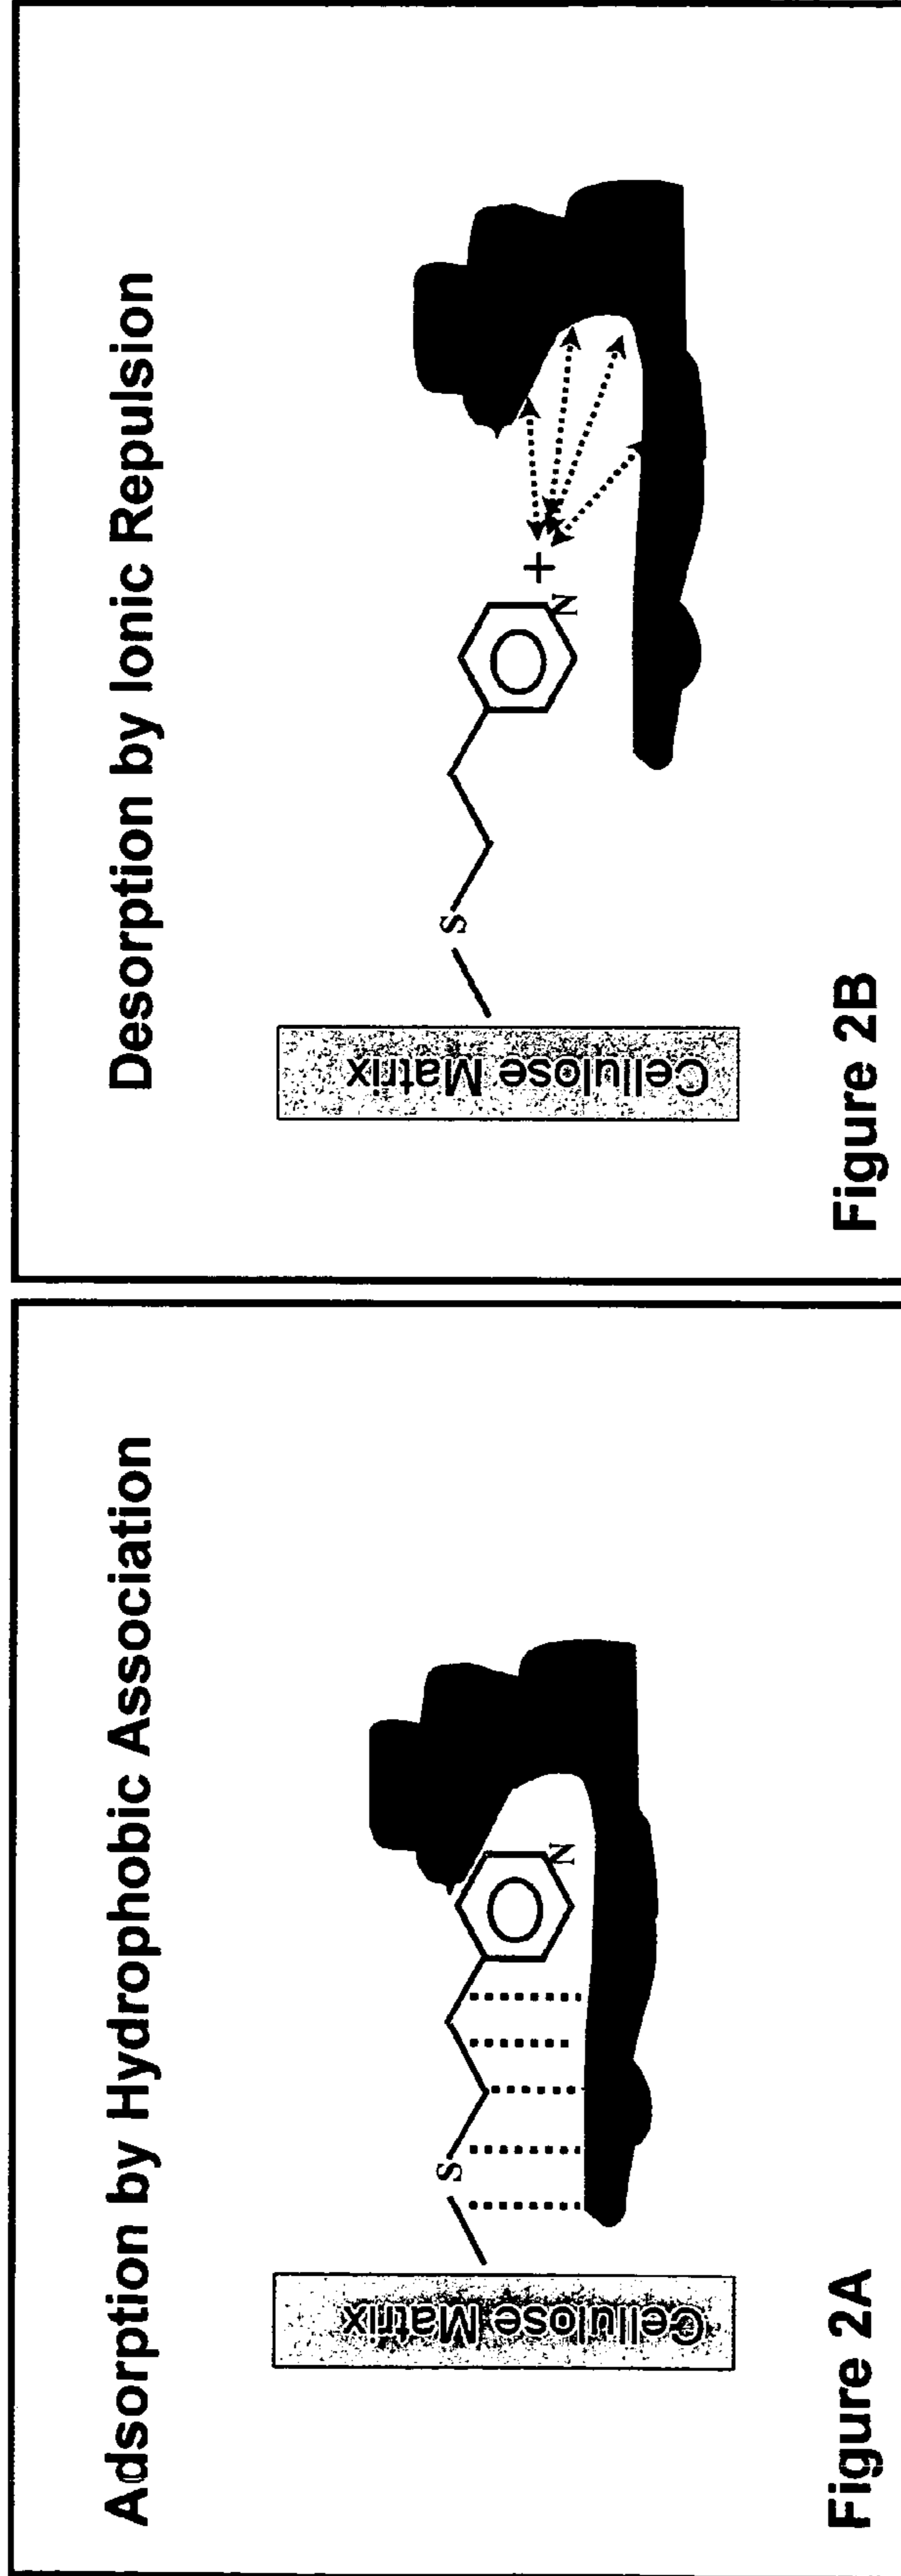 Adsorption by Hydrophobic Association
Cellulose Matrix
S
N
Figure 2A
Desorption by Ionic Repulsion
Cellulose Matrix
S
N
+
Figure 2B